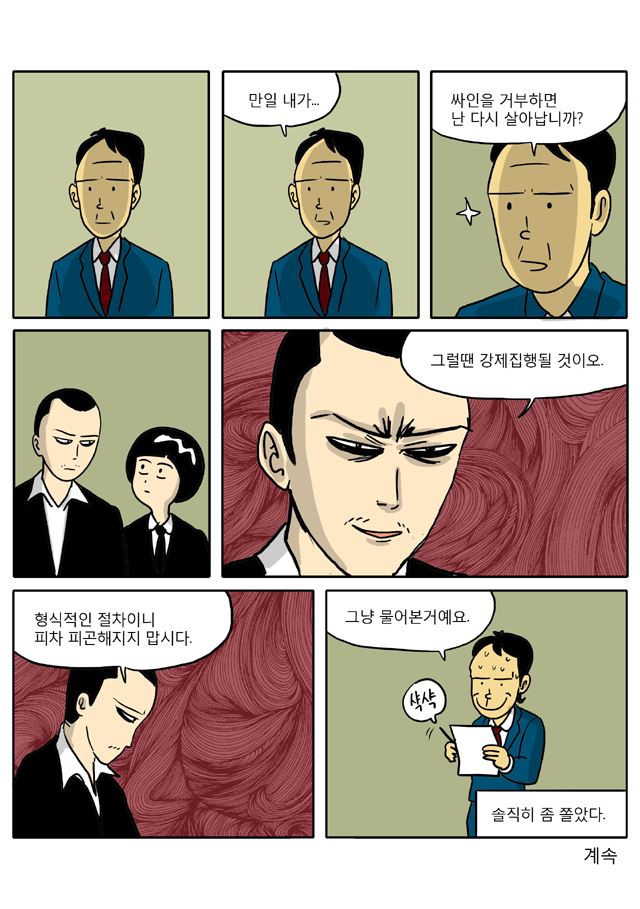 만일 내가...
싸인을 거부하면
난 다시 살아납니까?
그럴땐 강제집행될 것이오.
형식적인 절차이니
피차 피곤해지지 맙시다.
그냥 물어본거예요.
샥샥
솔직히 좀 쫄았다.
계속